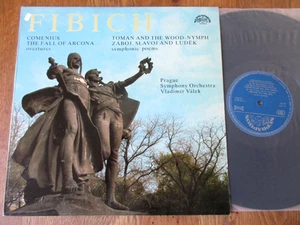 FIBICH
COMENIUS
THE FALL OF ARCONA
overtures
TOMAN AND THE WOOD-NYMPH
ZÁBOJ, SLAVOJ AND LUDĚK
symphonic poems
Prague
Symphony Orchestra
Vladimír Válek